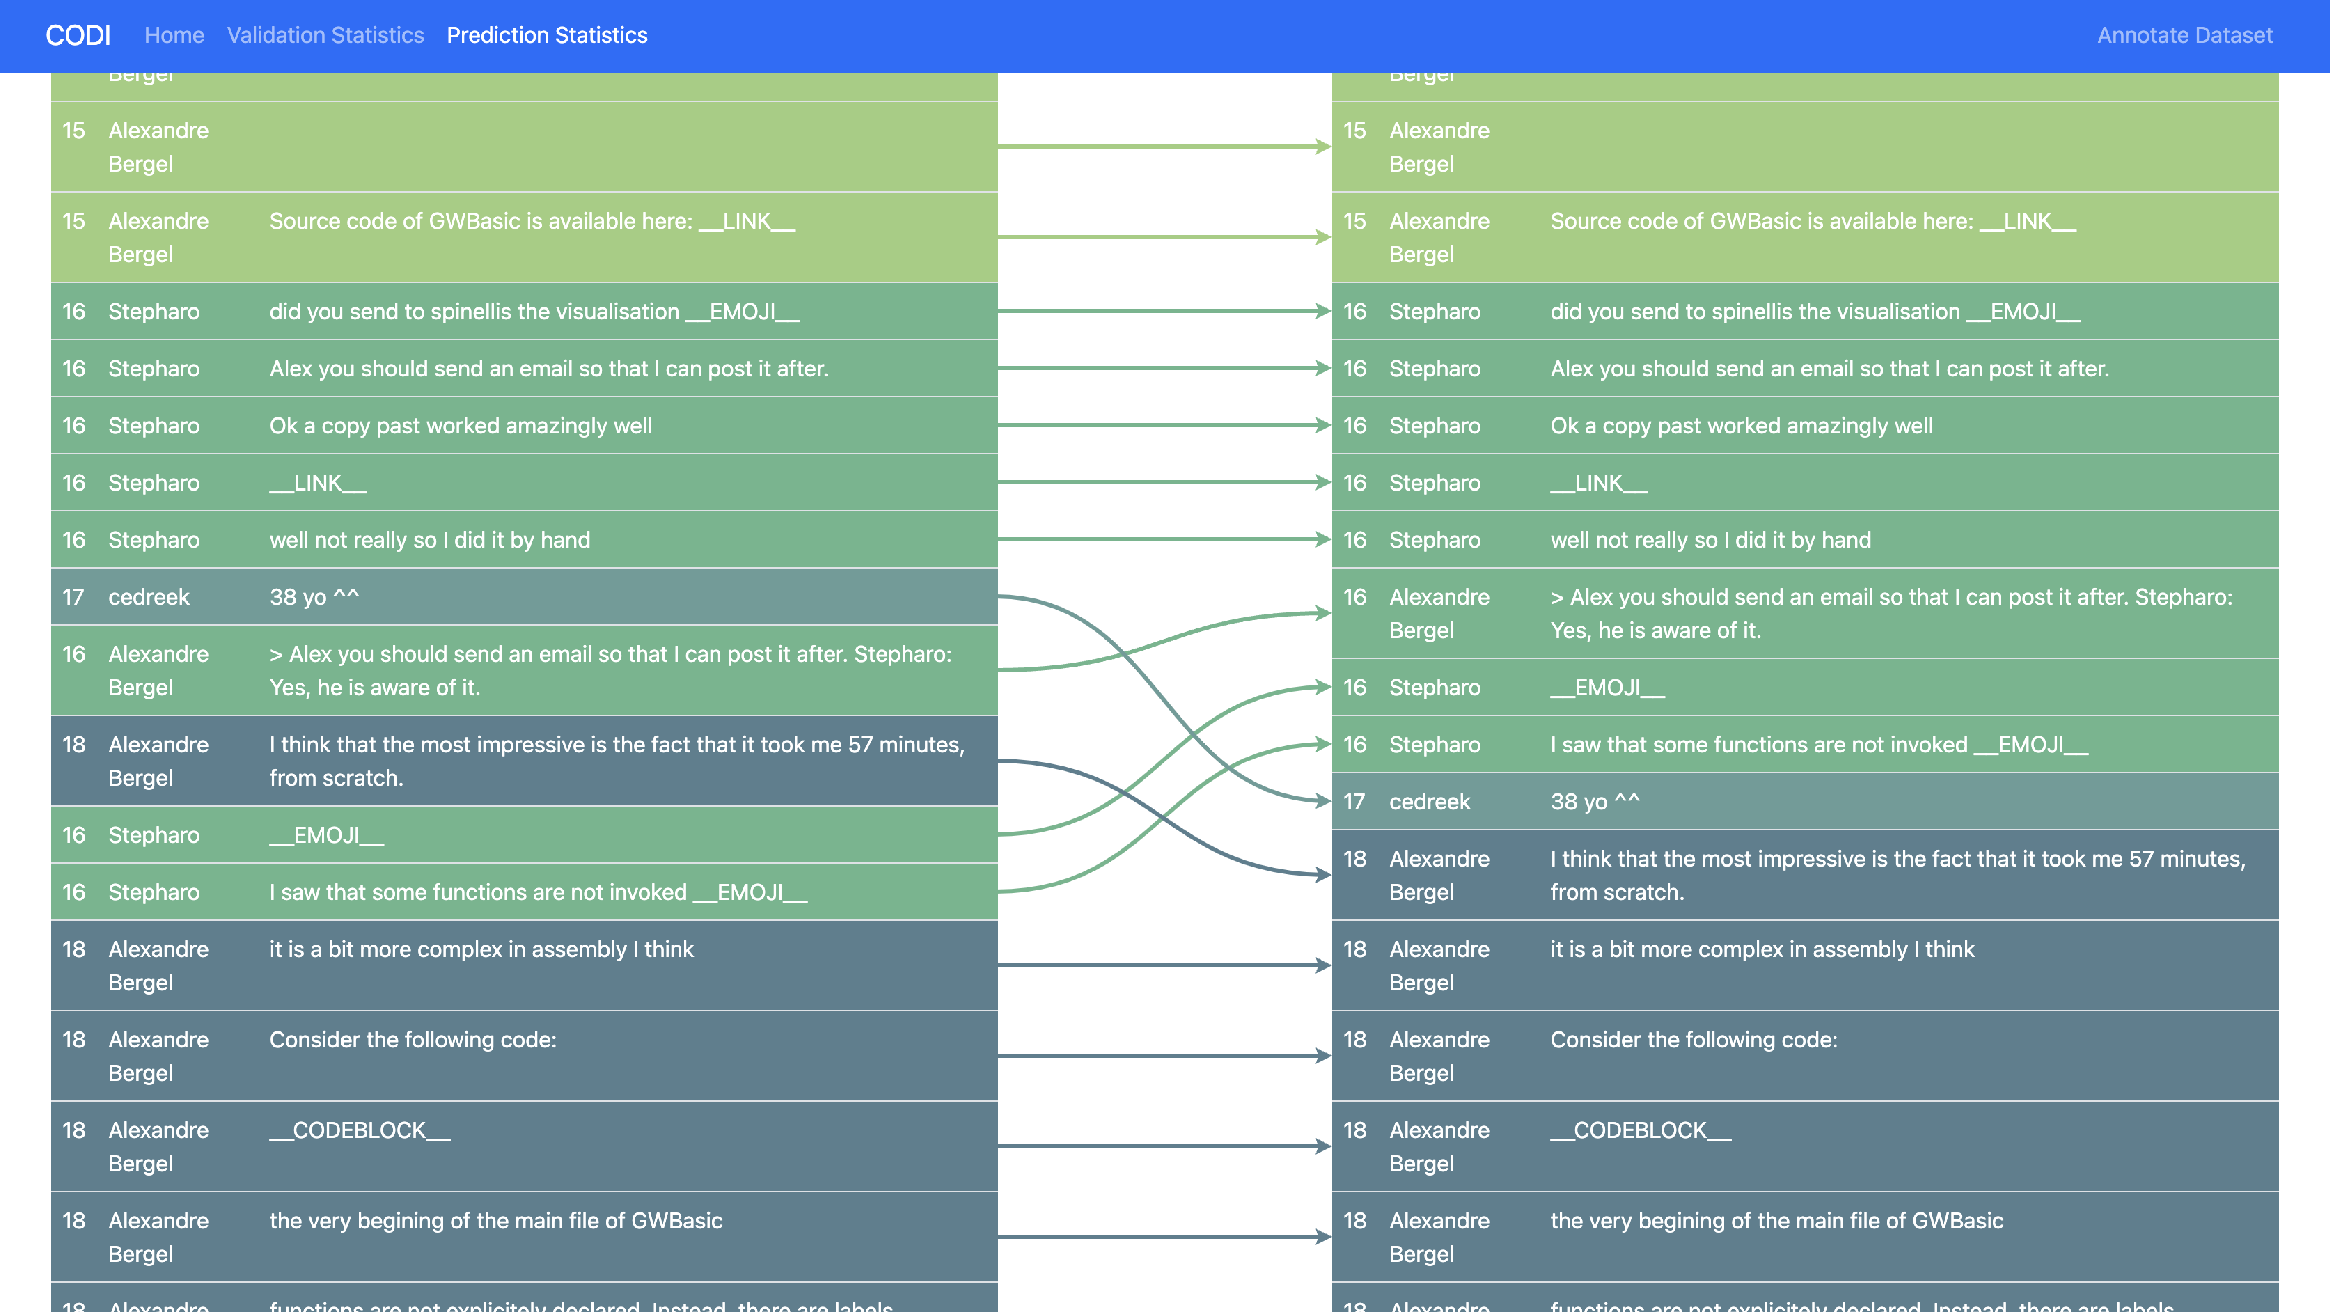 CODI Home Validation Statistics Prediction Statistics Annotate Dataset
Bergel
15 Alexandre
Bergel
15 Alexandre Source code of GWBasic is available here: __LINK__
Bergel
16 Stepharo did you send to spinellis the visualisation __EMOJI__
16 Stepharo Alex you should send an email so that I can post it after.
16 Stepharo Ok a copy past worked amazingly well
16 Stepharo __LINK__
16 Stepharo well not really so I did it by hand
17 cedreek 38 yo ^^
16 Alexandre > Alex you should send an email so that I can post it after. Stepharo:
Bergel Yes, he is aware of it.
18 Alexandre I think that the most impressive is the fact that it took me 57 minutes,
Bergel from scratch.
16 Stepharo __EMOJI__
16 Stepharo I saw that some functions are not invoked __EMOJI__
18 Alexandre it is a bit more complex in assembly I think
Bergel
18 Alexandre Consider the following code:
Bergel
18 Alexandre __CODEBLOCK__
Bergel
18 Alexandre the very begining of the main file of GWBasic
Bergel
18 Alexandre functions are not explicitely declared. Instead, there are labels
Bergel
15 Alexandre
Bergel
15 Alexandre Source code of GWBasic is available here: __LINK__
Bergel
16 Stepharo did you send to spinellis the visualisation __EMOJI__
16 Stepharo Alex you should send an email so that I can post it after.
16 Stepharo Ok a copy past worked amazingly well
16 Stepharo __LINK__
16 Stepharo well not really so I did it by hand
16 Alexandre > Alex you should send an email so that I can post it after. Stepharo:
Bergel Yes, he is aware of it.
16 Stepharo __EMOJI__
16 Stepharo I saw that some functions are not invoked __EMOJI__
17 cedreek 38 yo ^^
18 Alexandre I think that the most impressive is the fact that it took me 57 minutes,
Bergel from scratch.
18 Alexandre it is a bit more complex in assembly I think
Bergel
18 Alexandre Consider the following code:
Bergel
18 Alexandre __CODEBLOCK__
Bergel
18 Alexandre the very begining of the main file of GWBasic
Bergel
18 Alexandre functions are not explicitely declared. Instead, there are labels